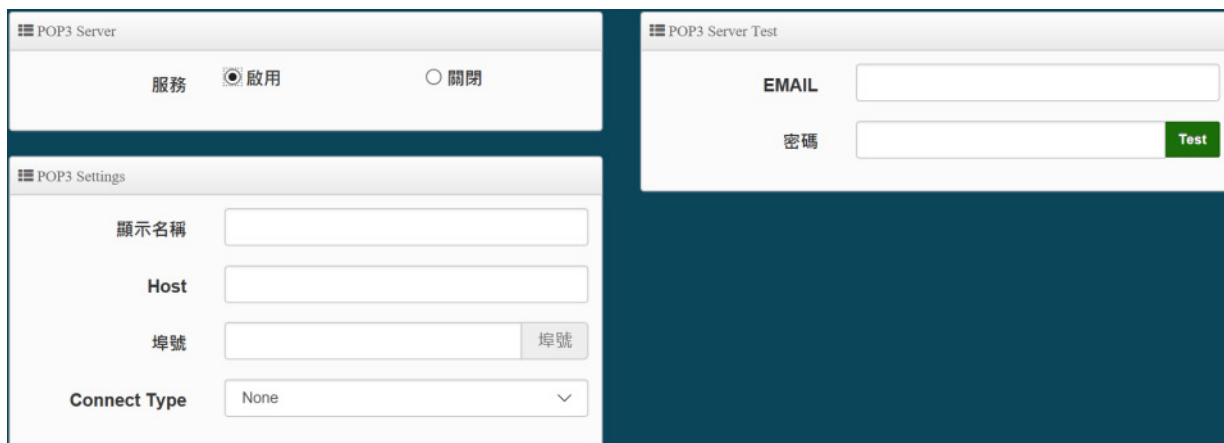 POP3 Server
服務 啟用 關閉
POP3 Settings
顯示名稱
Host
埠號 埠號
Connect Type None
POP3 Server Test
EMAIL
密碼 Test